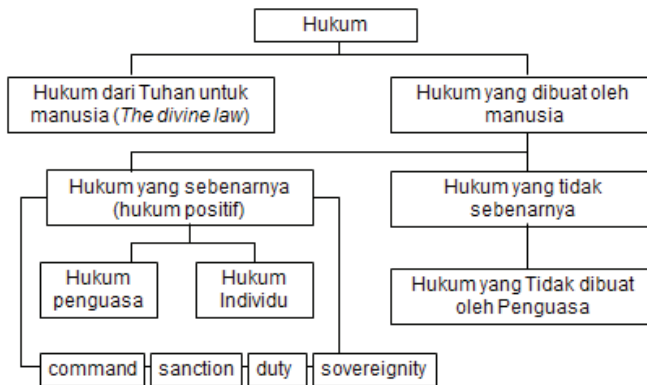 Hukum
Hukum dari Tuhan untuk
manusia (The divine law)
Hukum yang dibuat oleh
manusia
Hukum yang sebenarnya
(hukum positif)
Hukum yang tidak
sebenarnya
Hukum
penguasa
Hukum
Individu
Hukum yang Tidak dibuat
oleh Penguasa
command
sanction
duty
sovereignity